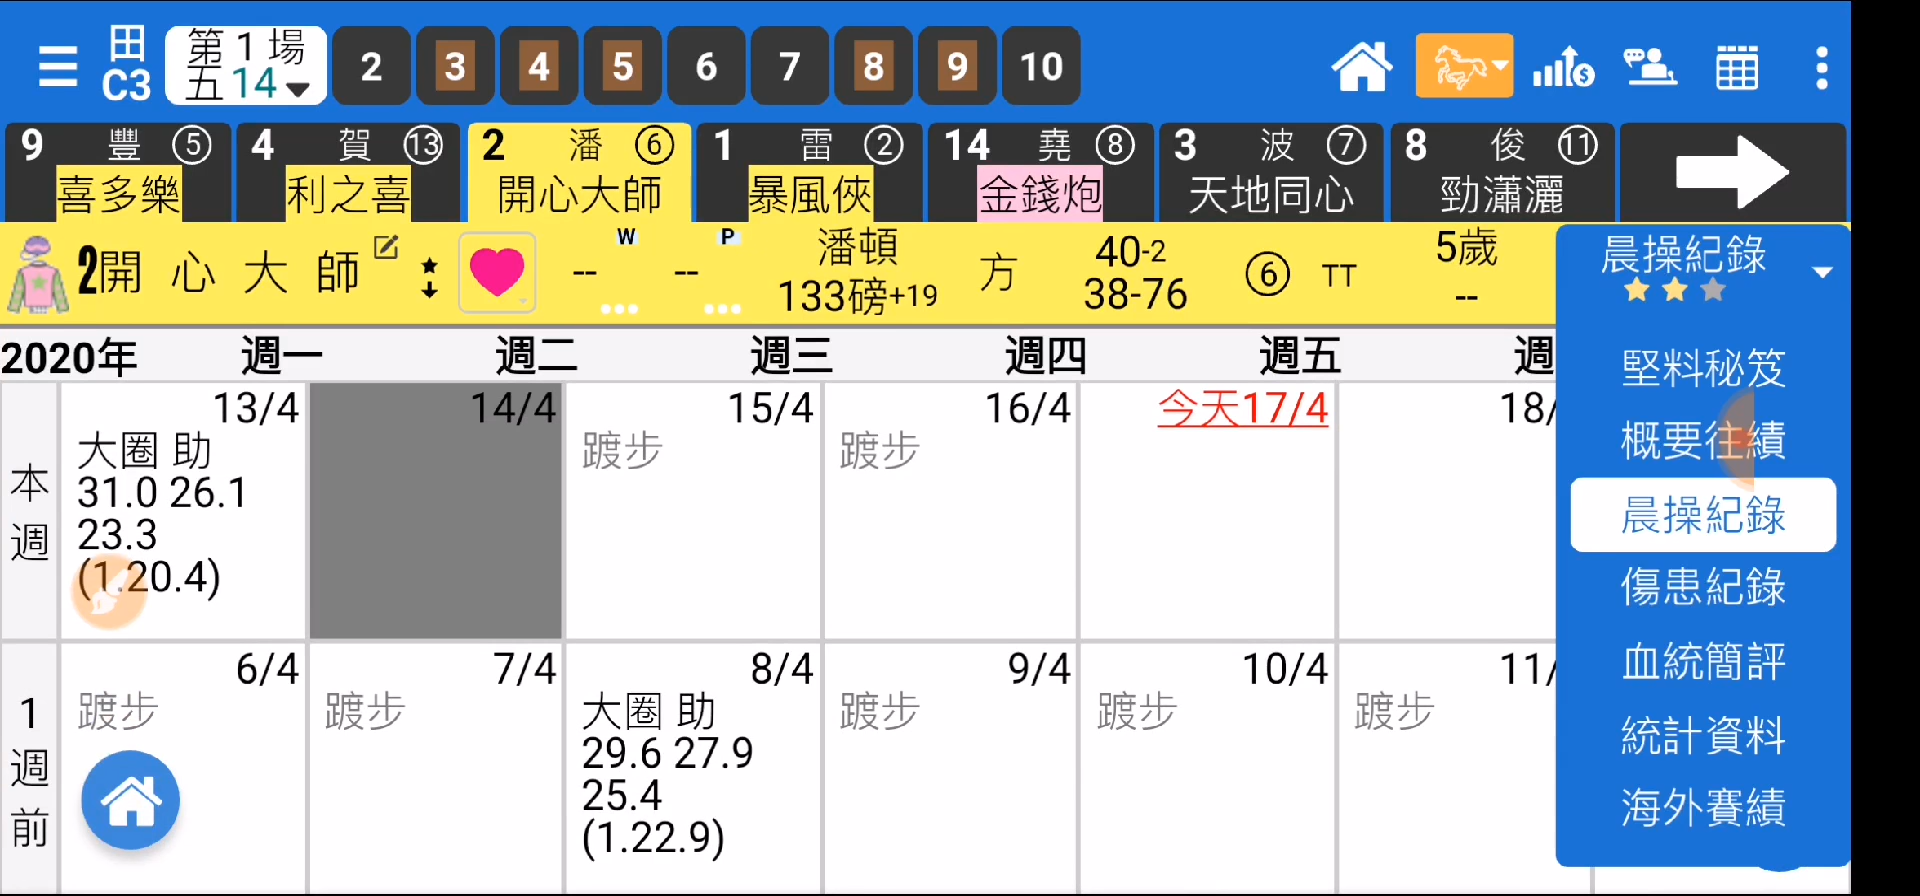 田
C3
第 1 場
五 14
2
3
4
5
6
7
8
9
10
9 豐 ⑤
喜多樂
4 賀 ⑬
利之喜
2 潘 ⑥
開心大師
1 雷 ②
暴風俠
14 堯 ⑧
金錢炮
3 波 ⑦
天地同心
8 俊 ⑪
勁瀟灑
2開心大師
W
--
P
--
潘頓
133磅+19
方
40-2
38-76
⑥
TT
5歲
--
晨操紀錄
堅料秘笈
概要往績
晨操紀錄
傷患紀錄
血統簡評
統計資料
海外賽績
2020年 週一 週二 週三 週四 週五 週
本週
13/4
大圈 助
31.0 26.1
23.3
(1.20.4)
14/4
15/4
踱步
16/4
踱步
今天17/4
18/
1週前
6/4
踱步
7/4
踱步
8/4
大圈 助
29.6 27.9
25.4
(1.22.9)
9/4
踱步
10/4
踱步
11/
踱步